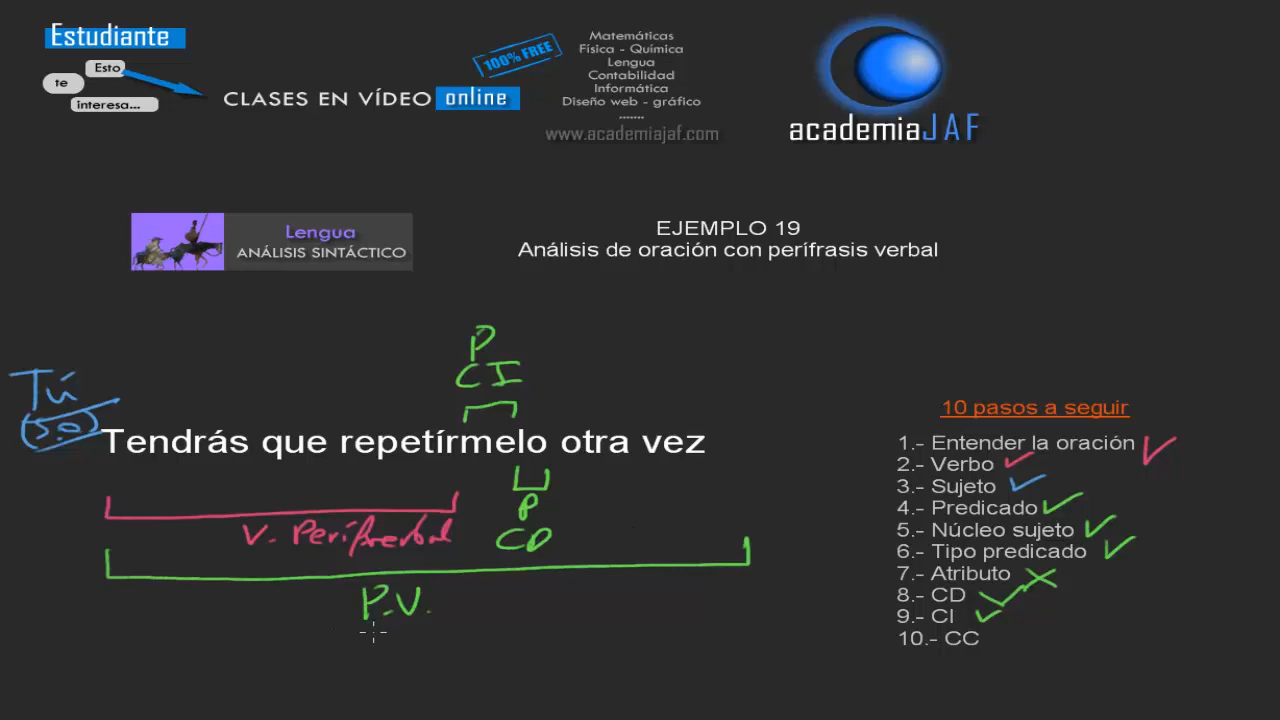 Estudiante
Esto
te
interesa...
CLASES EN VÍDEO online
100% FREE
Matemáticas
Física - Química
Lengua
Contabilidad
Informática
Diseño web - gráfico
.......
www.academiajaf.com
academiaJAF
Lengua
ANÁLISIS SINTÁCTICO
EJEMPLO 19
Análisis de oración con perífrasis verbal
P
CI
Tú
(S.O)
Tendrás que repetírmelo otra vez
P
CD
V. Perífverbal
P.V.
10 pasos a seguir
1.- Entender la oración
2.- Verbo
3.- Sujeto
4.- Predicado
5.- Núcleo sujeto
6.- Tipo predicado
7.- Atributo
8.- CD
9.- CI
10.- CC